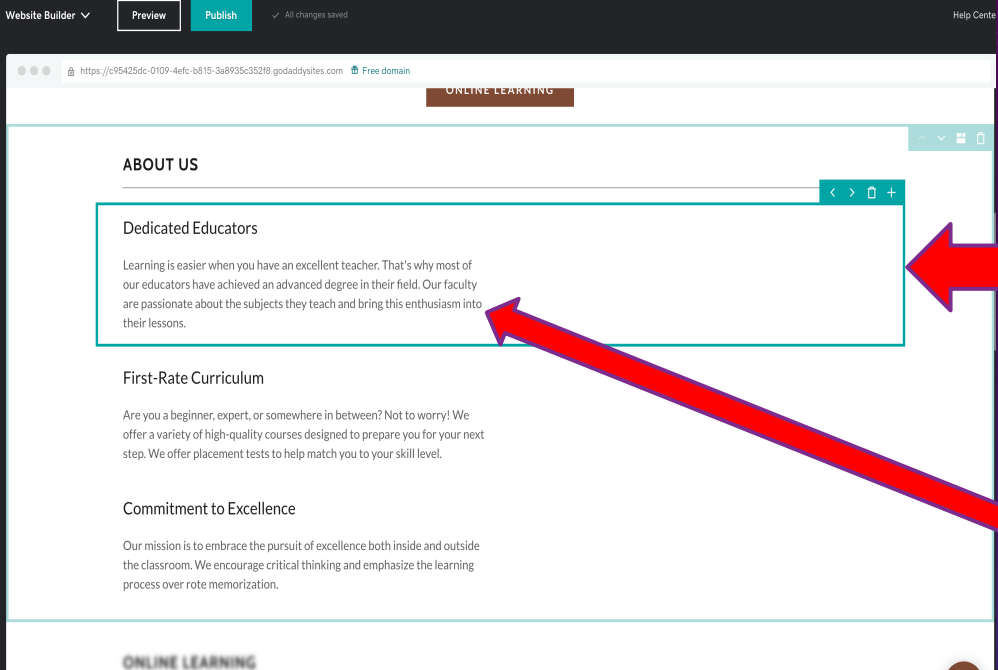 Website Builder Preview Publish All changes saved Help Cente
https://c95425dc-0109-4efc-b815-3a8935c352f8.godaddysites.com Free domain
ONLINE LEARNING
ABOUT US
Dedicated Educators
Learning is easier when you have an excellent teacher. That's why most of
our educators have achieved an advanced degree in their field. Our faculty
are passionate about the subjects they teach and bring this enthusiasm into
their lessons.
First-Rate Curriculum
Are you a beginner, expert, or somewhere in between? Not to worry! We
offer a variety of high-quality courses designed to prepare you for your next
step. We offer placement tests to help match you to your skill level.
Commitment to Excellence
Our mission is to embrace the pursuit of excellence both inside and outside
the classroom. We encourage critical thinking and emphasize the learning
process over rote memorization.
ONLINE LEARNING